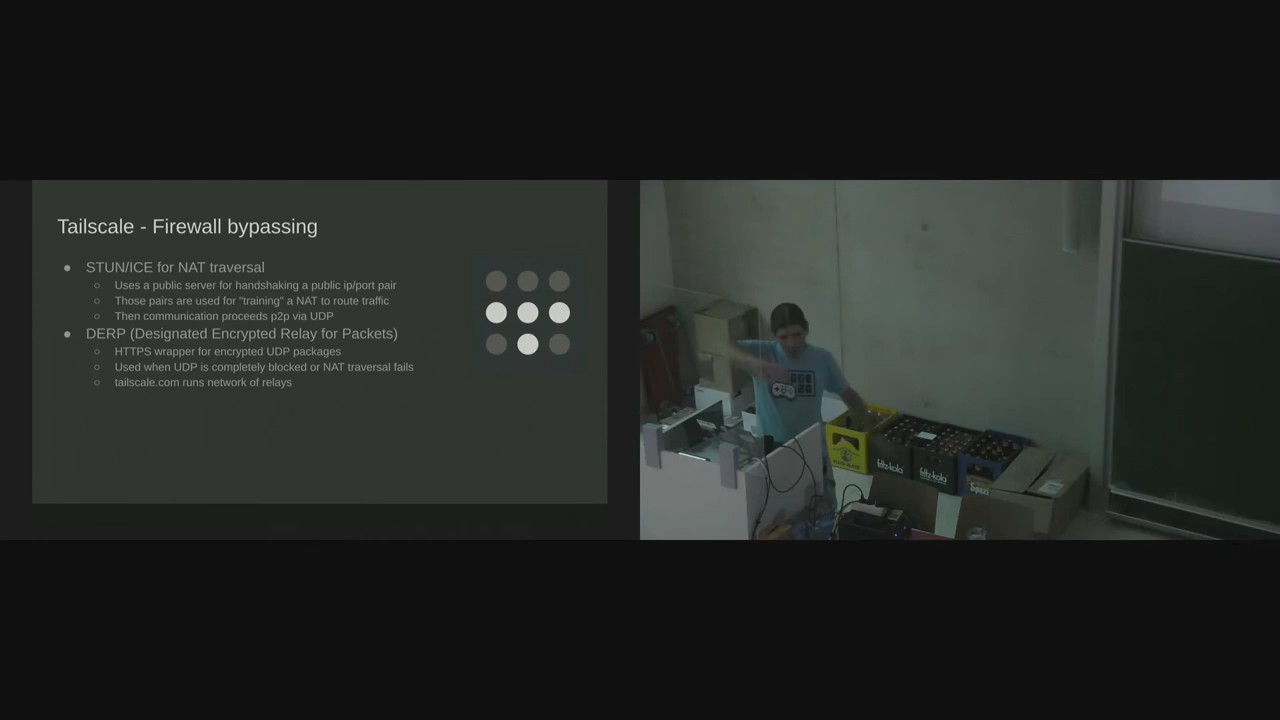 Tailscale - Firewall bypassing
● STUN/ICE for NAT traversal
○ Uses a public server for handshaking a public ip/port pair
○ Those pairs are used for "training" a NAT to route traffic
○ Then communication proceeds p2p via UDP
● DERP (Designated Encrypted Relay for Packets)
○ HTTPS wrapper for encrypted UDP packages
○ Used when UDP is completely blocked or NAT traversal fails
○ tailscale.com runs network of relays
fritz-kola
fritz-kola
Spezi